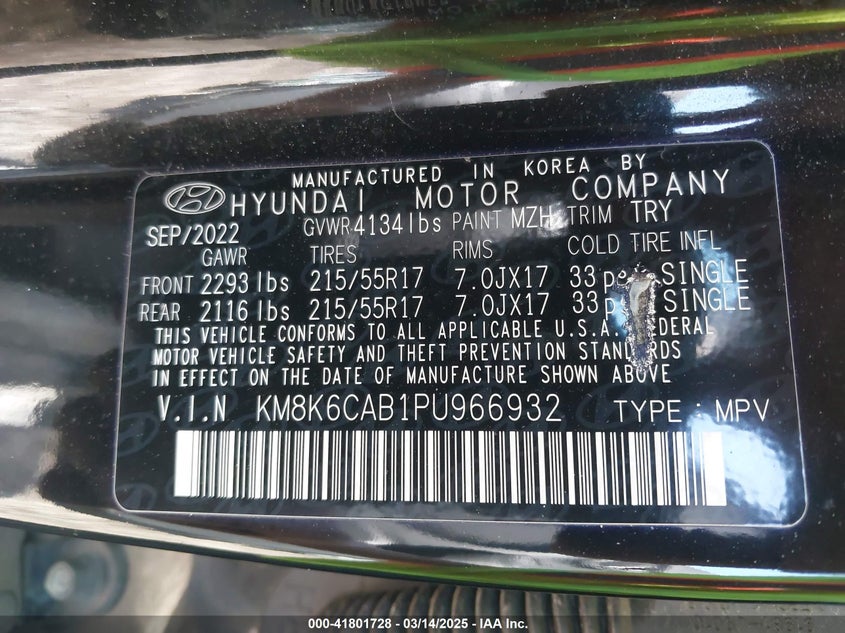 MANUFACTURED IN KOREA BY
HYUNDAI MOTOR COMPANY
SEP/2022 GVWR 4134 lbs PAINT MZH TRIM TRY
GAWR TIRES RIMS COLD TIRE INFL
FRONT 2293 lbs 215/55R17 7.0JX17 33 SINGLE
REAR 2116 lbs 215/55R17 7.0JX17 33 SINGLE
THIS VEHICLE CONFORMS TO ALL APPLICABLE U.S.A.
MOTOR VEHICLE SAFETY AND THEFT PREVENTION
IN EFFECT ON THE DATE OF MANUFACTURE SHOWN ABOVE
V.I.N KM8K6CAB1PU966932 TYPE : MPV
000-41801728 - 03/14/2025 - IAA Inc.